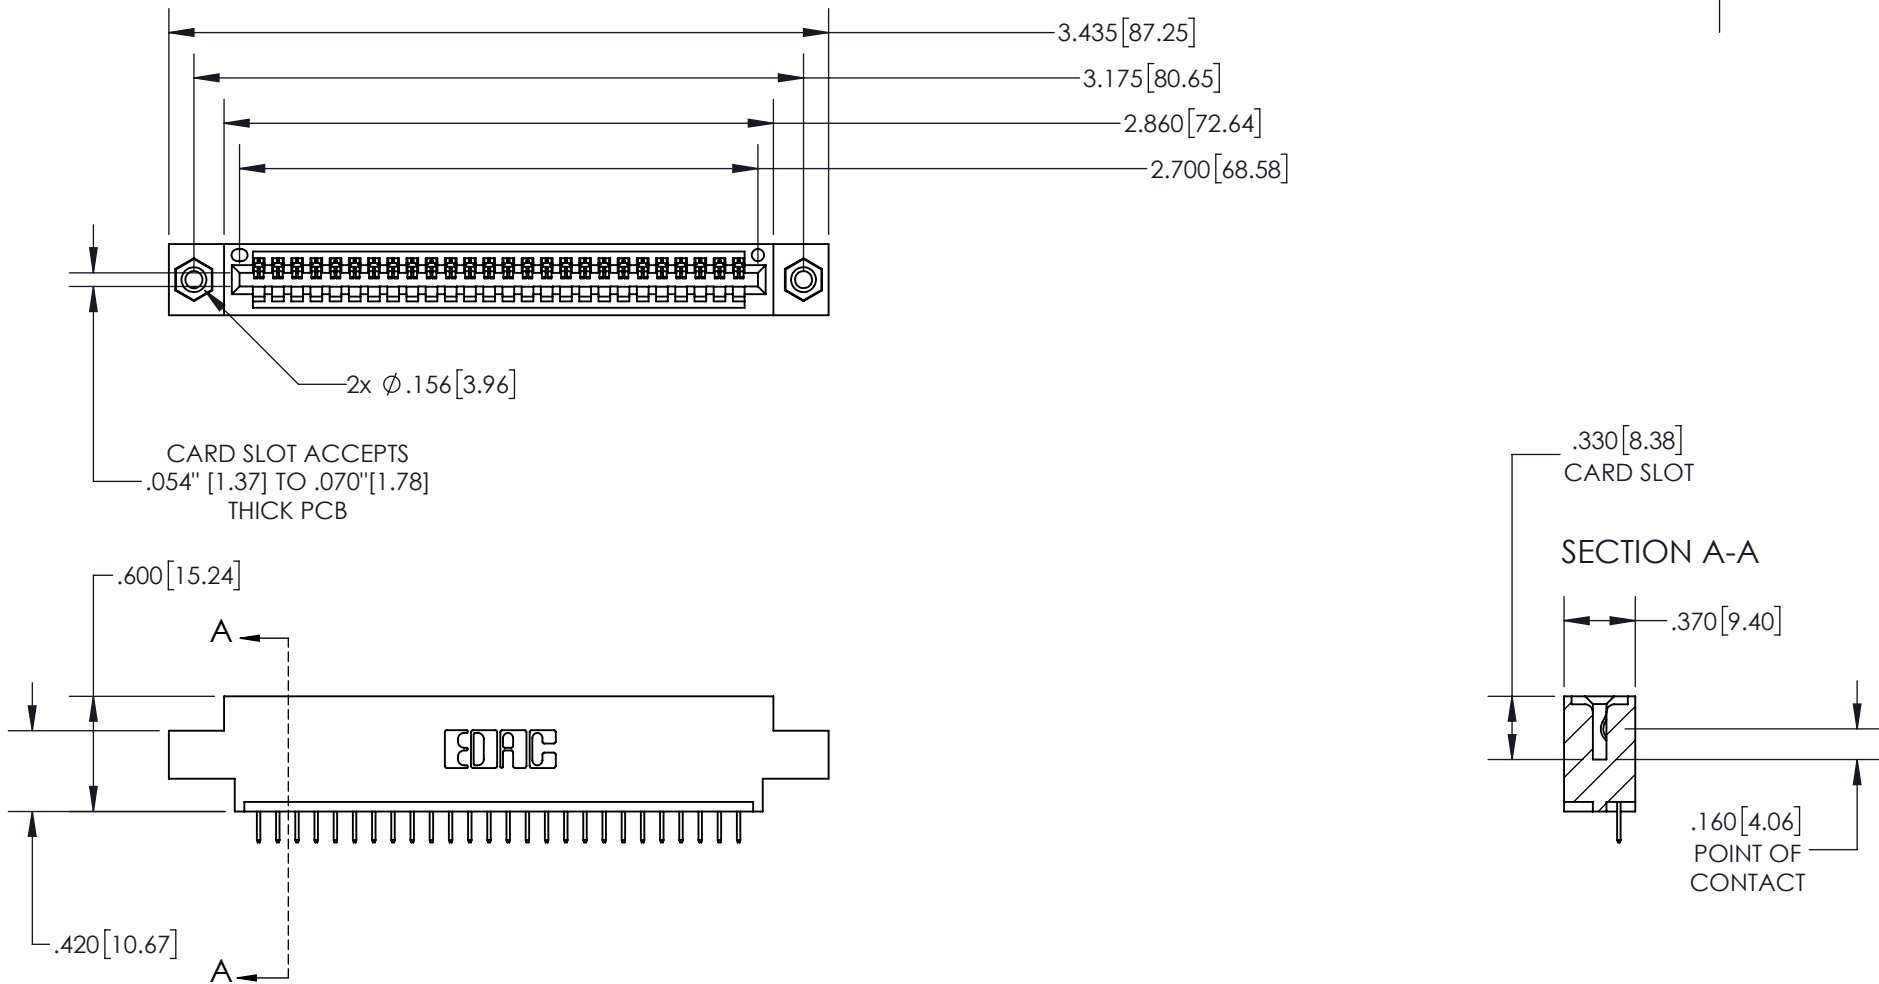 3.435[87.25]
3.175[80.65]
2.860[72.64]
2.700[68.58]
2x ∅.156[3.96]
CARD SLOT ACCEPTS
.054" [1.37] TO .070"[1.78]
THICK PCB
.330[8.38]
CARD SLOT
SECTION A-A
.600[15.24]
.370[9.40]
A
EDAC
.160[4.06]
POINT OF
CONTACT
.420[10.67]
A